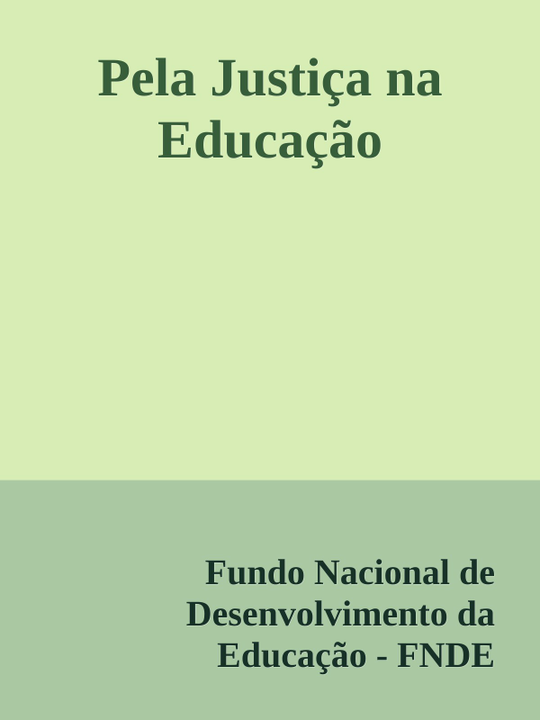 Pela Justiça na
Educação
Fundo Nacional de
Desenvolvimento da
Educação - FNDE